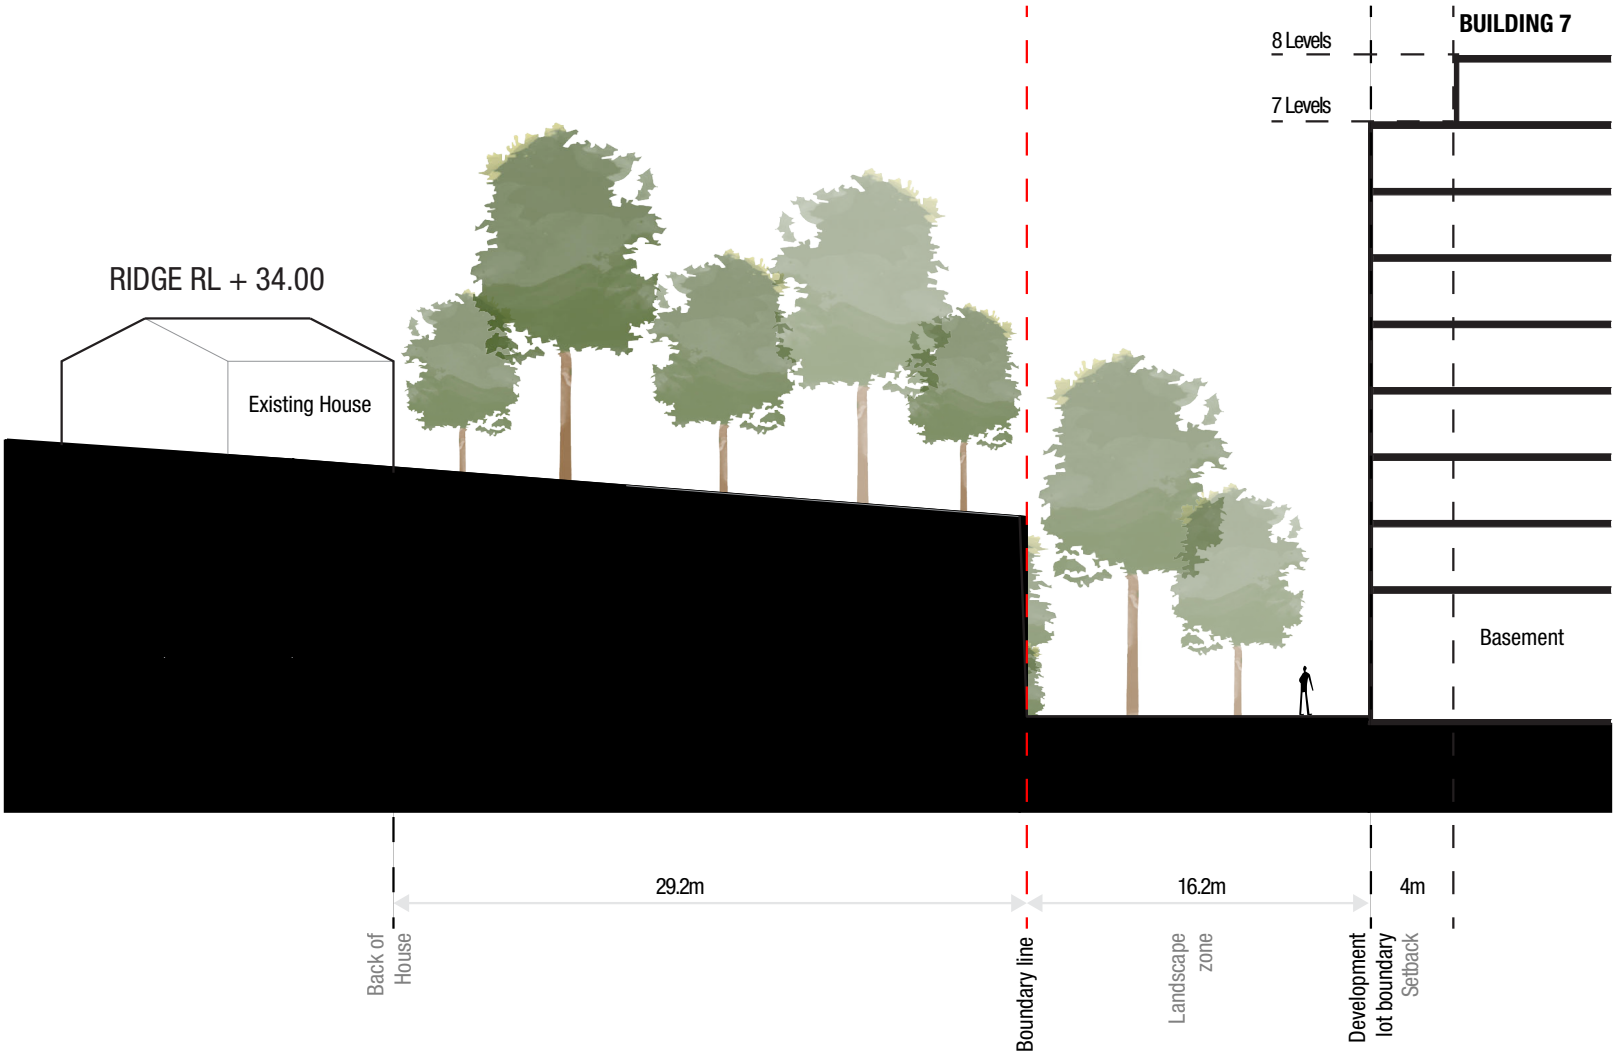 BUILDING 7
8 Levels
7 Levels
RIDGE RL + 34.00
Existing House
Basement
29.2m
16.2m
4m
Back of
House
Boundary line
Landscape
zone
Development
lot boundary
Setback